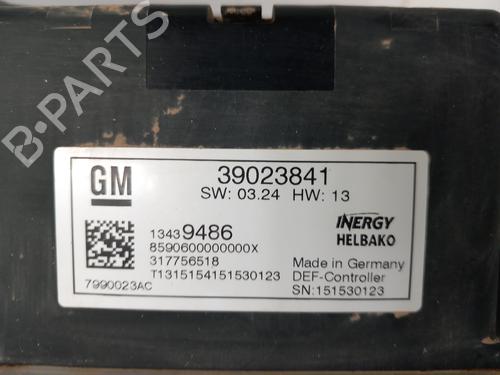 B-PARTS
GM
39023841
SW: 03.24 HW: 13
13439486
8590600000000X
317756518
T1315154151530123
7990023AC
INERGY
HELBAKO
Made in Germany
DEF-Controller
SN:151530123